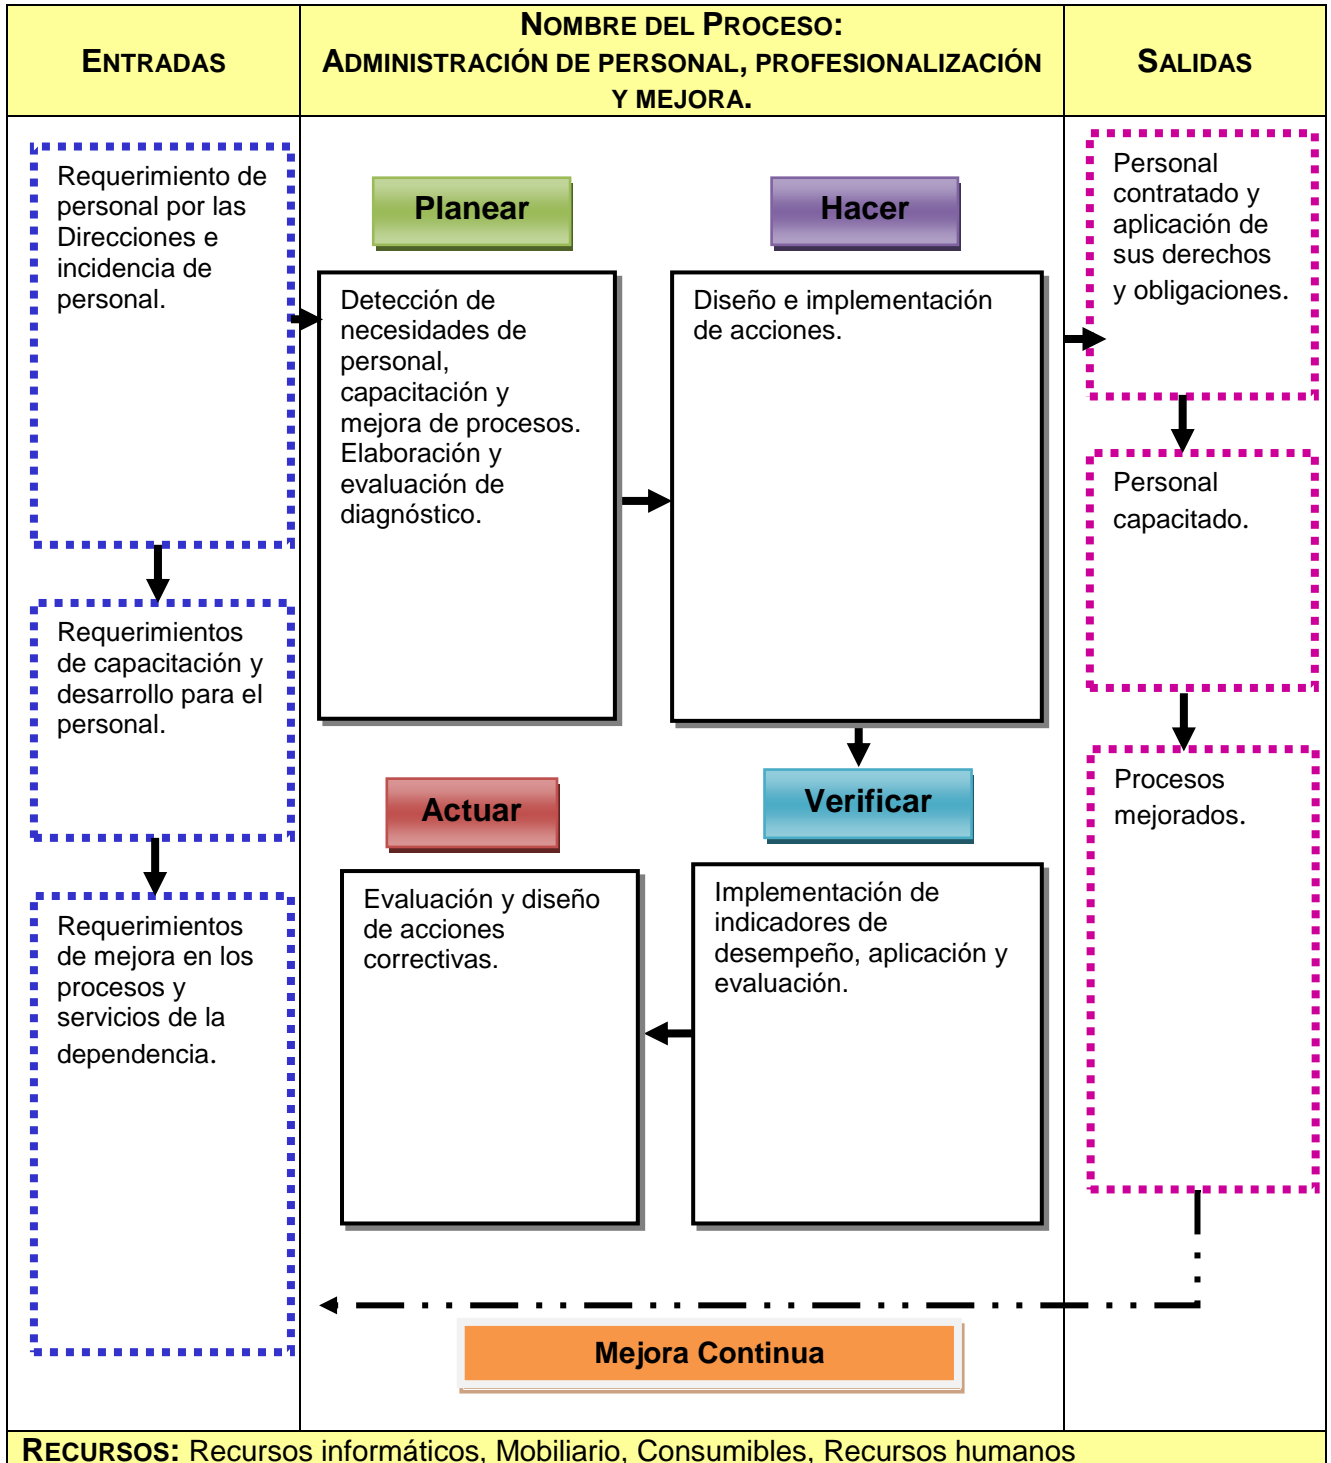 ENTRADAS
NOMBRE DEL PROCESO:
ADMINISTRACIÓN DE PERSONAL, PROFESIONALIZACIÓN
Y MEJORA.
SALIDAS
Requerimiento de
personal por las
Direcciones e
incidencia de
personal.
Requerimientos
de capacitación y
desarrollo para el
personal.
Requerimientos
de mejora en los
procesos y
servicios de la
dependencia.
Planear
Detección de
necesidades de
personal,
capacitación y
mejora de procesos.
Elaboración y
evaluación de
diagnóstico.
Hacer
Diseño e implementación
de acciones.
Verificar
Implementación de
indicadores de
desempeño, aplicación y
evaluación.
Actuar
Evaluación y diseño
de acciones
correctivas.
Personal
contratado y
aplicación de
sus derechos
y obligaciones.
Personal
capacitado.
Procesos
mejorados.
Mejora Continua
RECURSOS: Recursos informáticos, Mobiliario, Consumibles, Recursos humanos